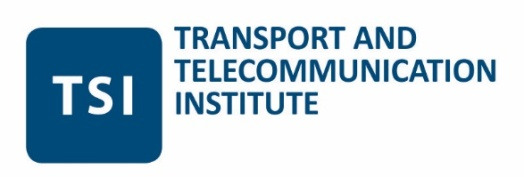 TSI
TRANSPORT AND
TELECOMMUNICATION
INSTITUTE